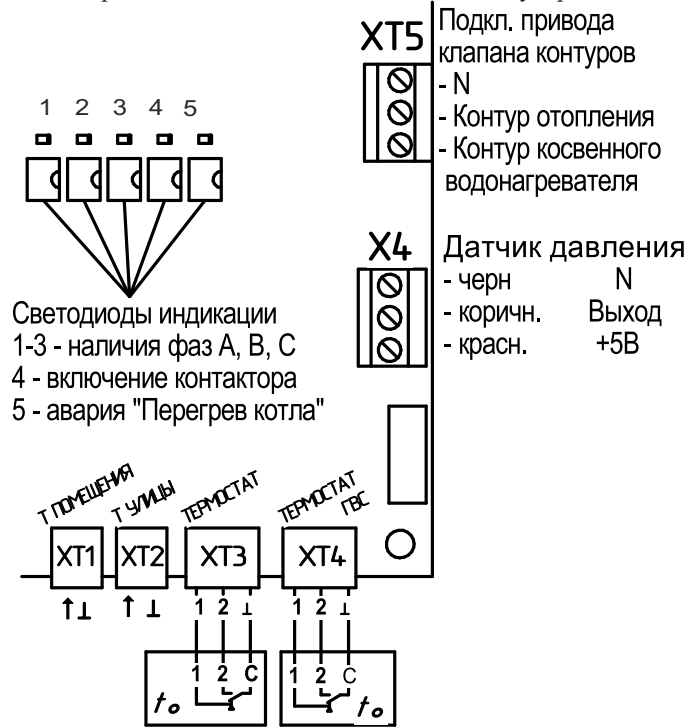 XT5
Подкл. привода
клапана контуров
- N
- Контур отопления
- Контур косвенного
водонагревателя
1 2 3 4 5
X4
Датчик давления
- черн N
- коричн. Выход
- красн. +5В
Светодиоды индикации
1-3 - наличия фаз А, В, С
4 - включение контактора
5 - авария "Перегрев котла"
Т ПОМЕЩЕНИЯ
Т УЛИЦЫ
ТЕРМОСТАТ
ТЕРМОСТАТ
ГВС
XT1 XT2 XT3 XT4
↑⊥ ↑⊥ 1 2 ⊥ 1 2 ⊥
1 2 C 1 2 C
t° t°